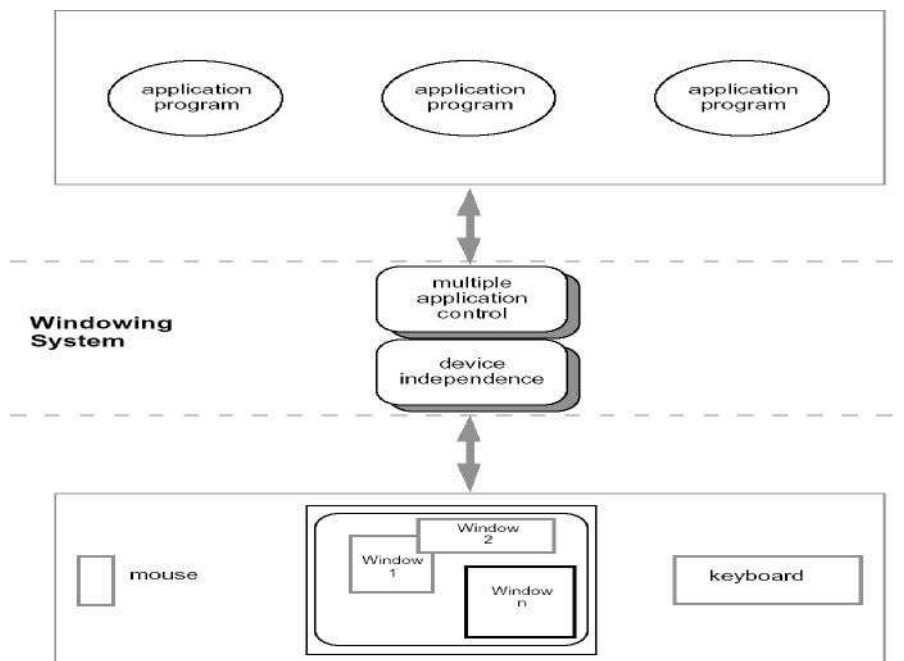 application
program
application
program
application
program
multiple
application
control
Windowing
System
device
independence
mouse
Window
1
Window
2
Window
n
keyboard